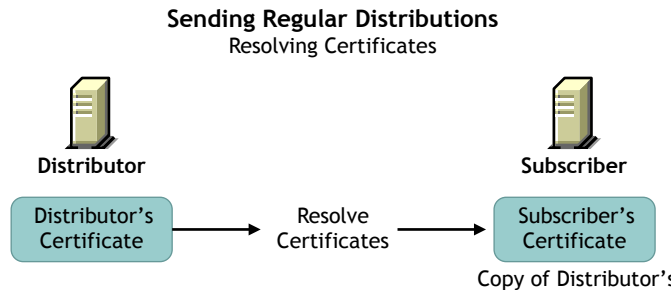 Sending Regular Distributions
Resolving Certificates
Distributor
Subscriber
Distributor’s
Certificate
Resolve
Certificates
Subscriber’s
Certificate
Copy of Distributor’s